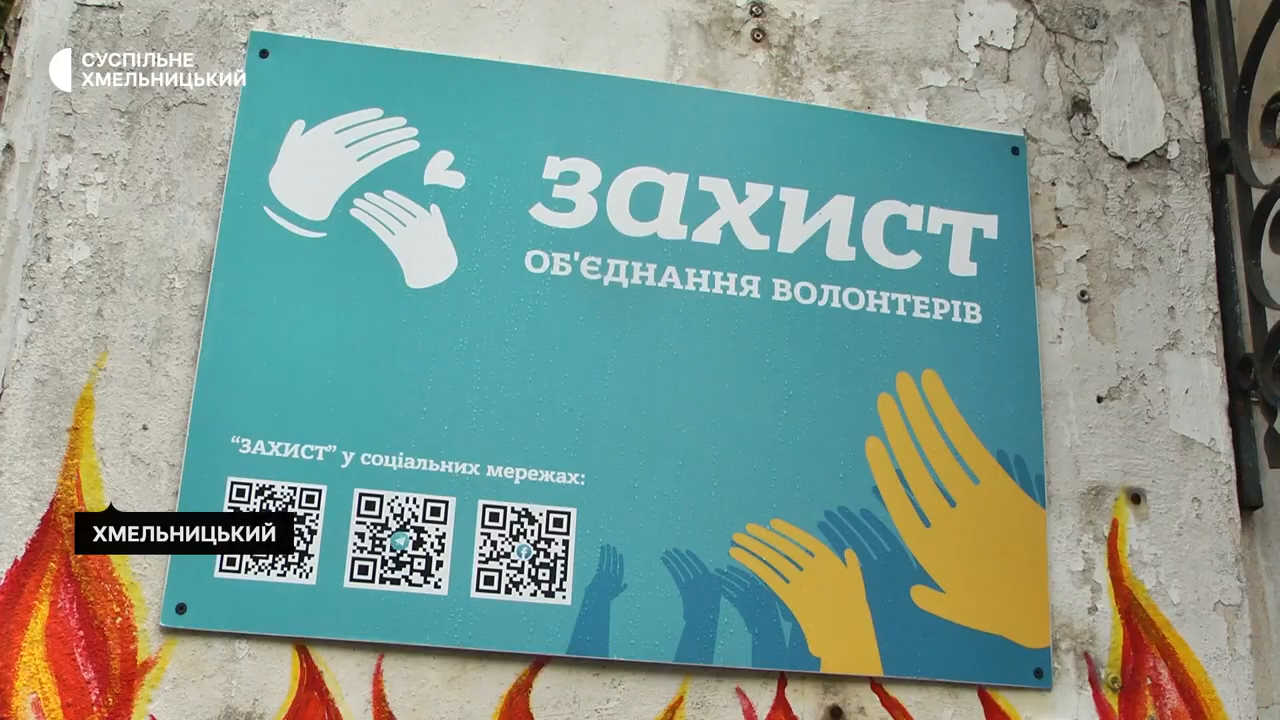 СУСПІЛЬНЕ
ХМЕЛЬНИЦЬКИЙ
захист
ОБ'ЄДНАННЯ ВОЛОНТЕРІВ
“ЗАХИСТ” у соціальних мережах:
ХМЕЛЬНИЦЬКИЙ